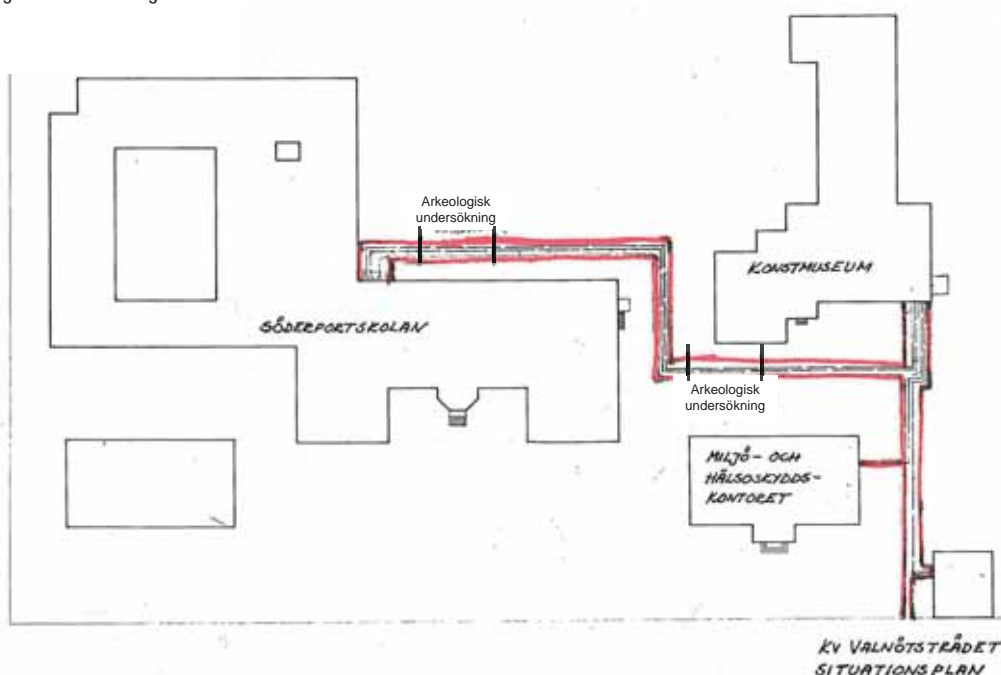 Arkeologisk
undersökning
KONSTMUSEUM
SÖDERPORTSKOLAN
Arkeologisk
undersökning
MILJÖ- OCH
HÄLSOSKYDDS-
KONTORET
KV VALNÖTSTRÄDET
SITUATIONSPLAN